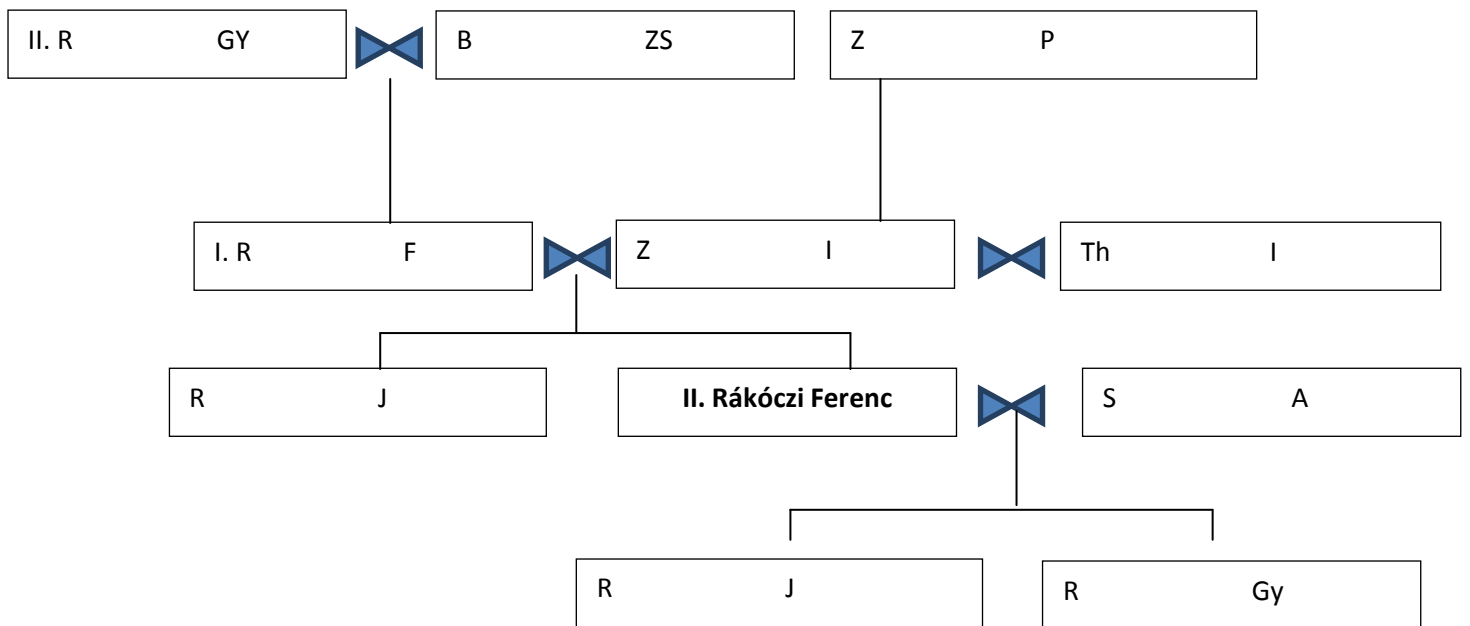 II. R GY
B ZS
Z P
I. R F
Z I
Th I
R J
II. Rákóczi Ferenc
S A
R J
R Gy